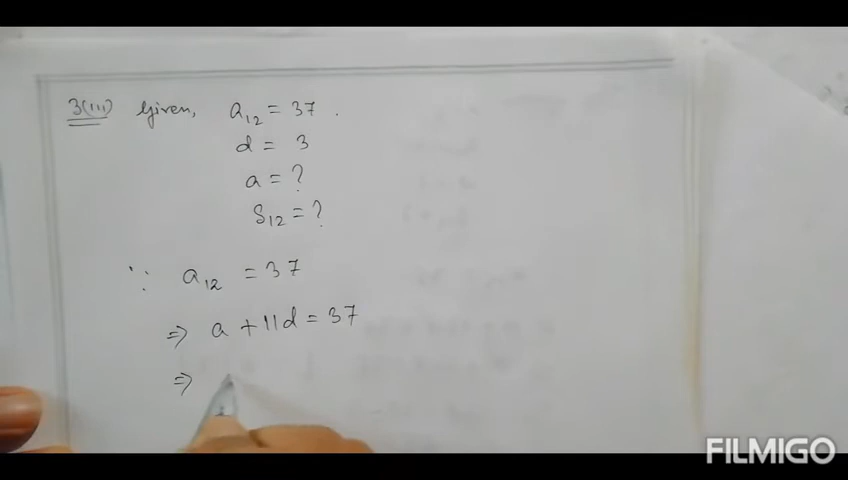 3(iii) Given, a₁₂ = 37 .
d = 3
a = ?
S₁₂ = ?
∵ a₁₂ = 37
⇒ a + 11d = 37
⇒
FILMIGO